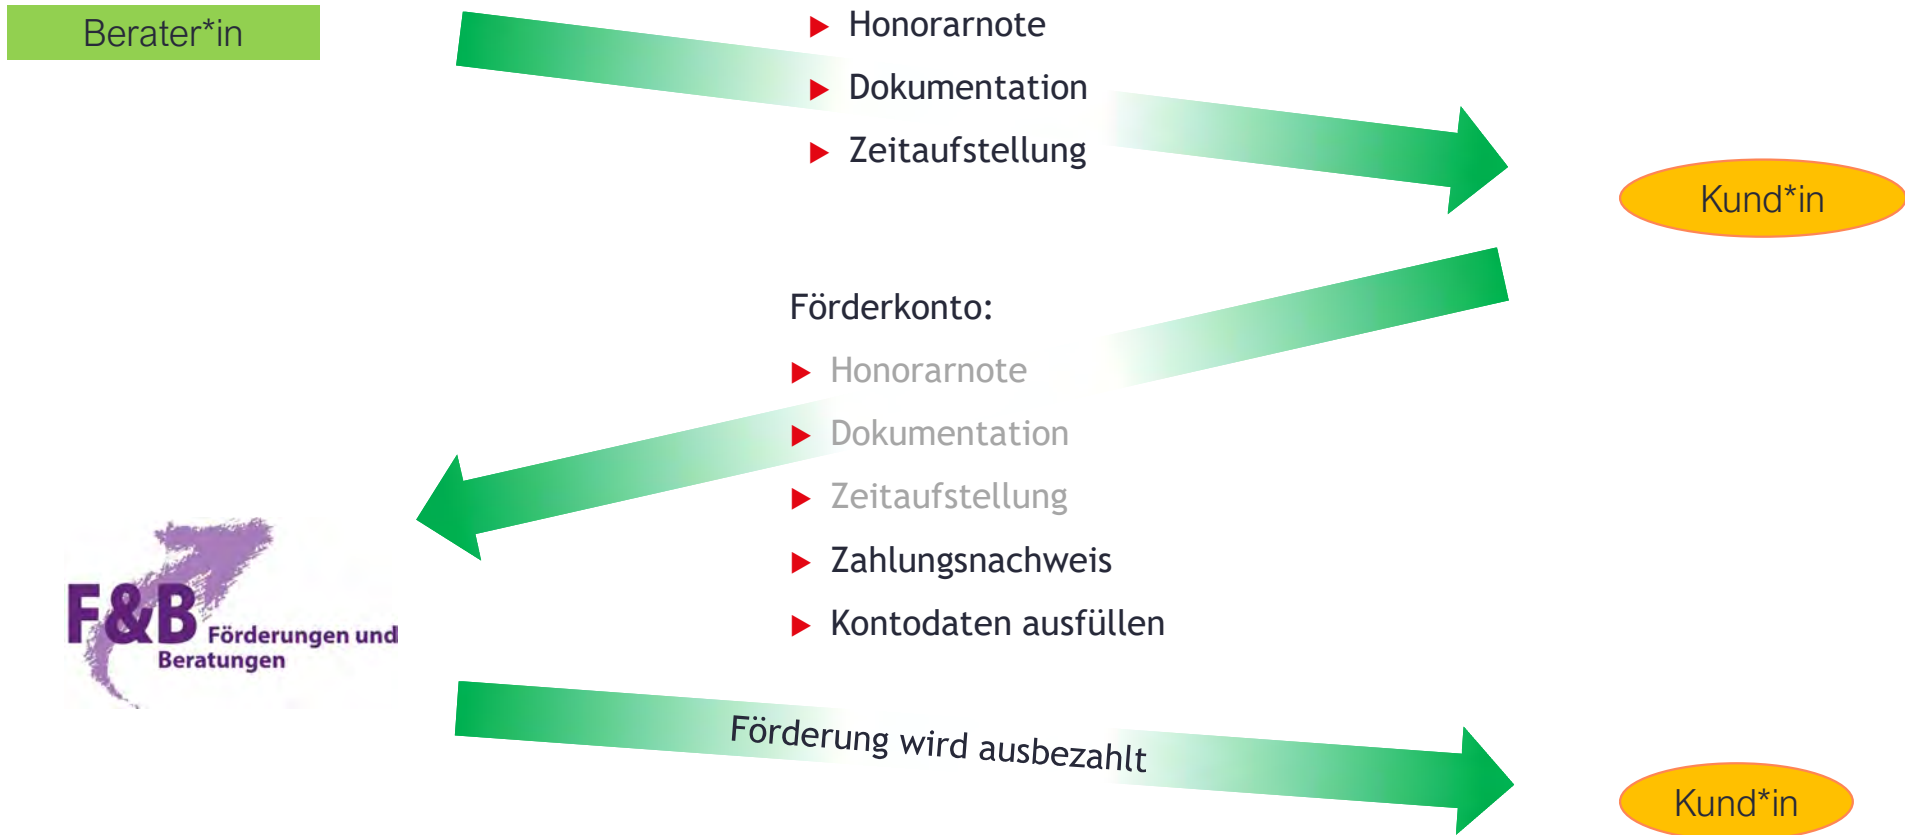 Berater*in
Honorarnote
Dokumentation
Zeitaufstellung
Kund*in
Förderkonto:
Honorarnote
Dokumentation
Zeitaufstellung
Zahlungsnachweis
Kontodaten ausfüllen
F&B Förderungen und
Beratungen
Förderung wird ausbezahlt
Kund*in